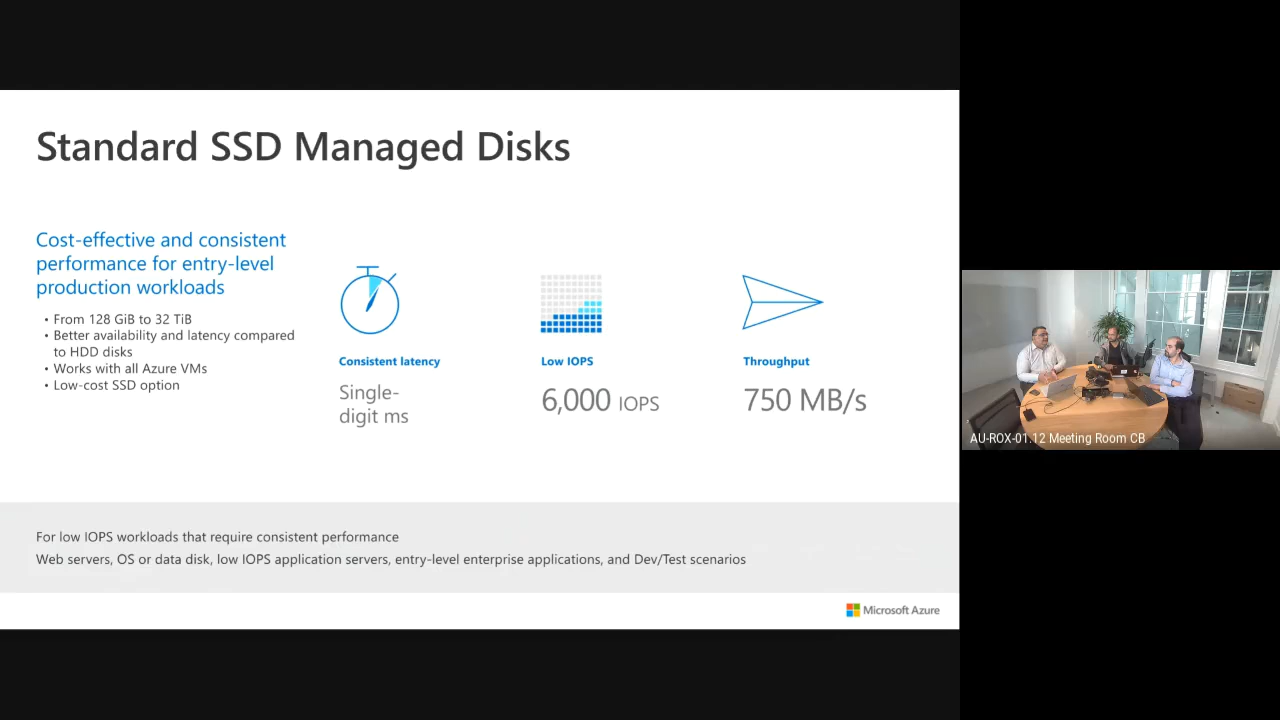 Standard SSD Managed Disks
Cost-effective and consistent
performance for entry-level
production workloads
• From 128 GiB to 32 TiB
• Better availability and latency compared
to HDD disks
• Works with all Azure VMs
• Low-cost SSD option
Consistent latency
Single-
digit ms
Low IOPS
6,000 IOPS
Throughput
750 MB/s
For low IOPS workloads that require consistent performance
Web servers, OS or data disk, low IOPS application servers, entry-level enterprise applications, and Dev/Test scenarios
Microsoft Azure
AU-ROX-01.12 Meeting Room CB